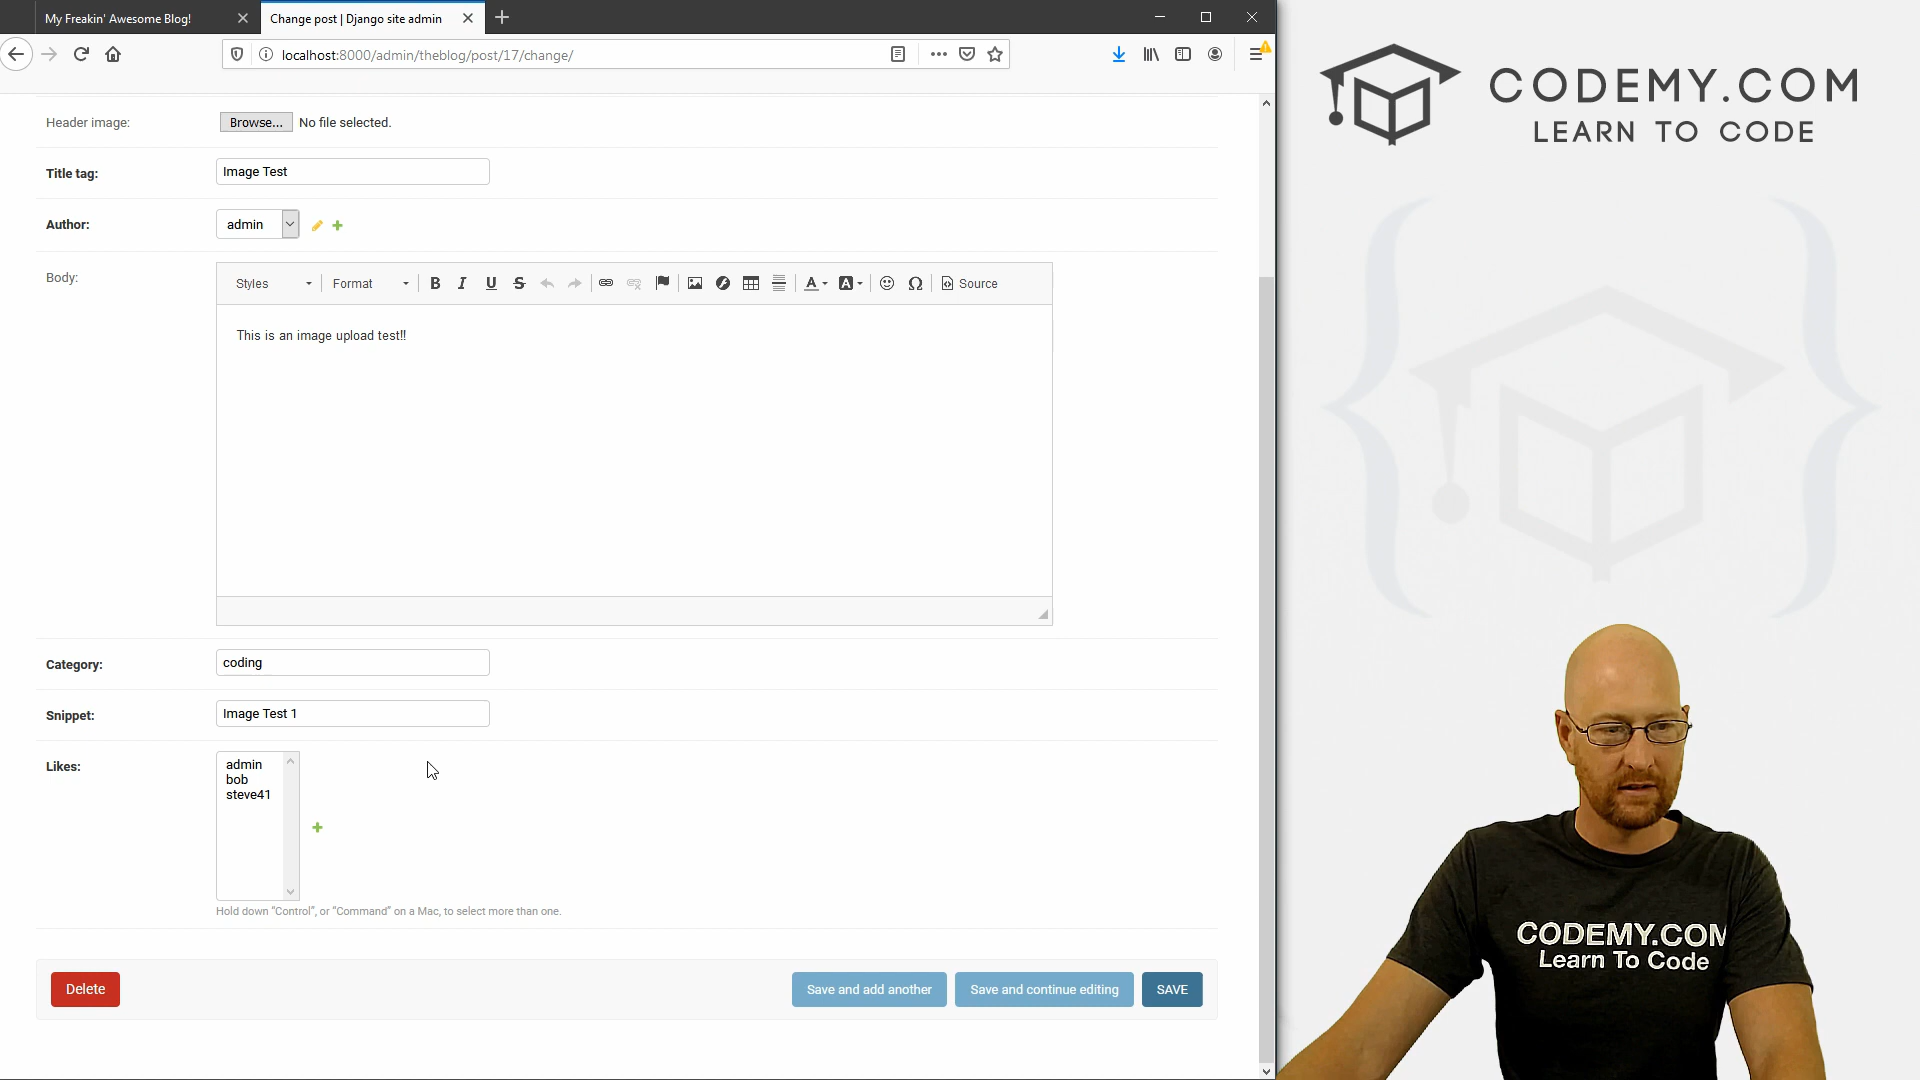 My Freakin' Awesome Blog!
Change post | Django site admin
localhost:8000/admin/theblog/post/17/change/
CODEMY.COM
LEARN TO CODE
Header image:
Browse... No file selected.
Title tag:
Image Test
Author:
admin
Body:
Styles
Format
B I U S
A
A
Ω
Source
This is an image upload test!!
Category:
coding
Snippet:
Image Test 1
Likes:
admin
bob
steve41
Hold down “Control”, or “Command” on a Mac, to select more than one.
Delete
Save and add another
Save and continue editing
SAVE
CODEMY.COM
Learn To Code